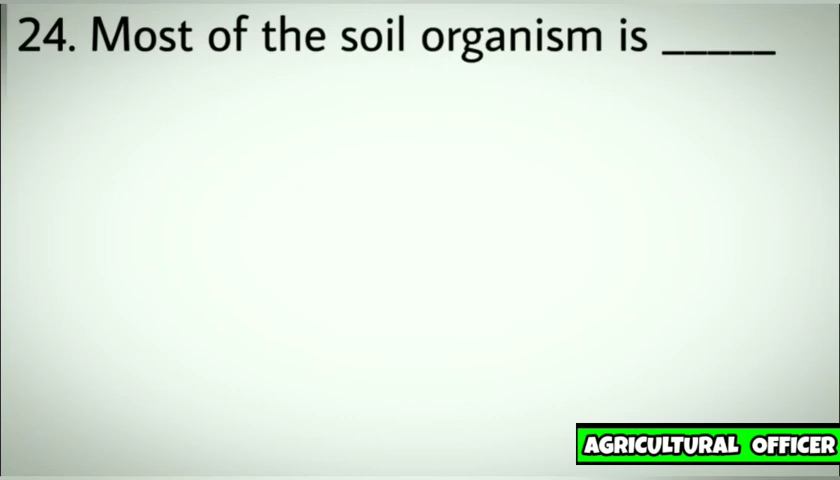 24. Most of the soil organism is _____
AGRICULTURAL OFFICER